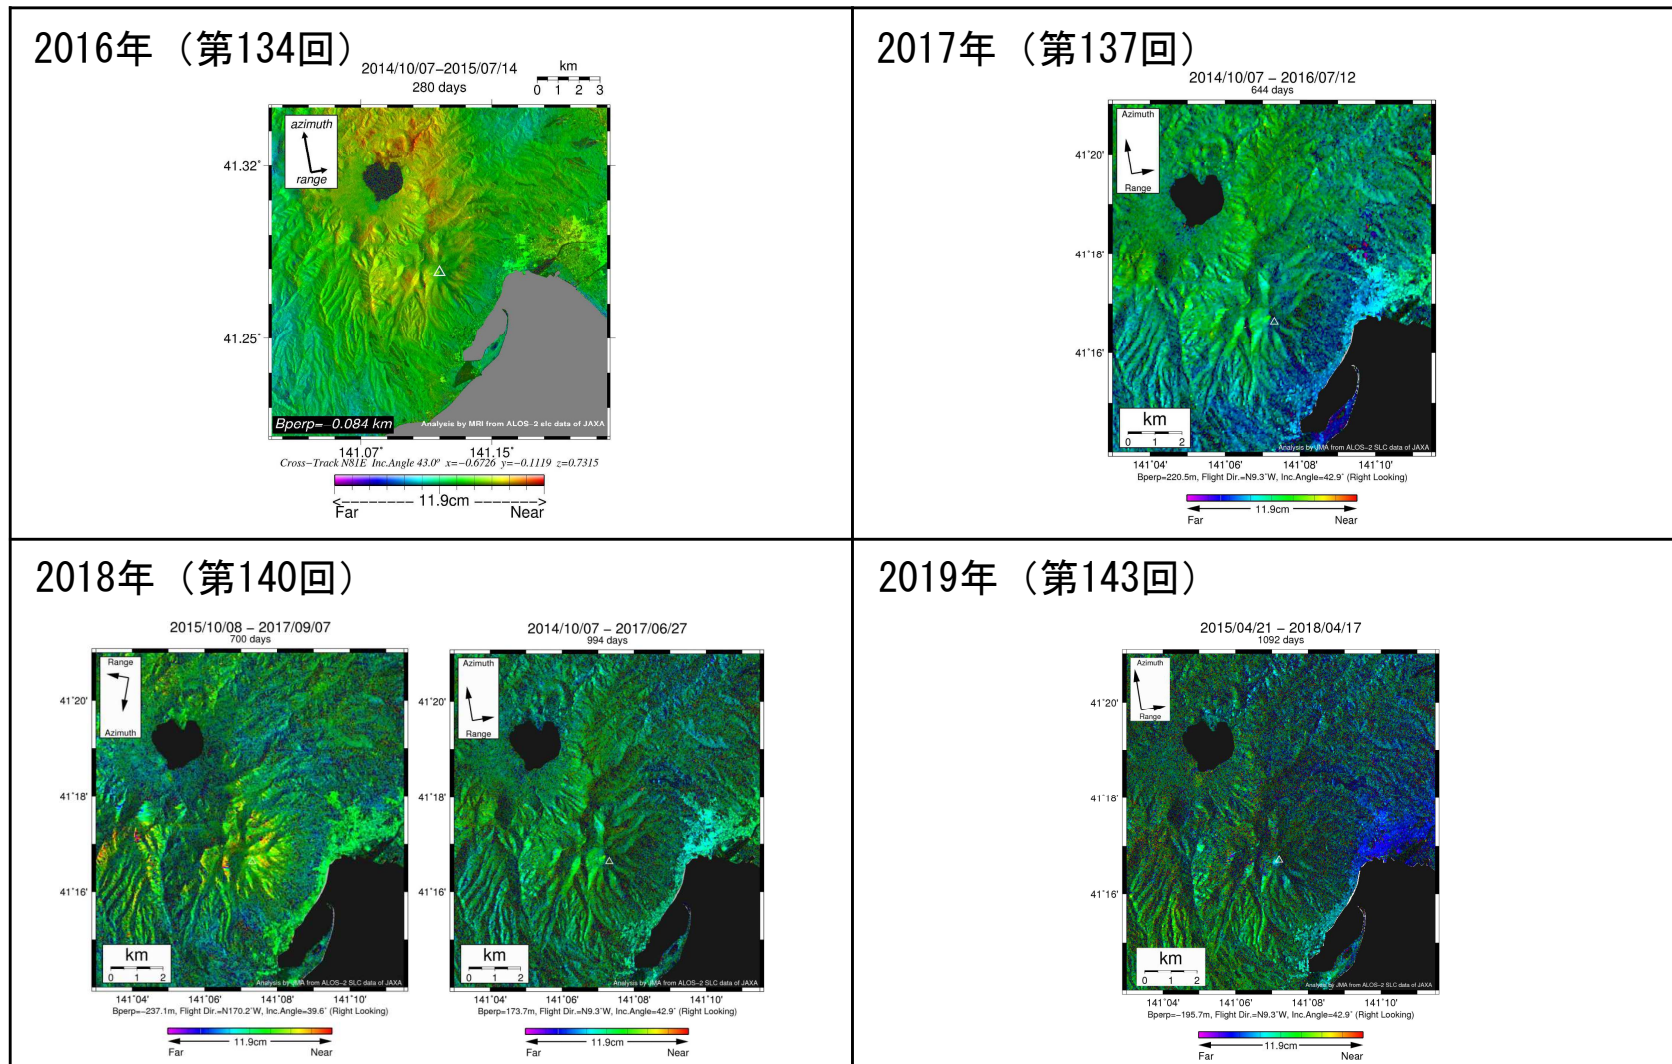 2016年（第134回）
2014/10/07−2015/07/14
280 days
km
0 1 2 3
azimuth
range
41.32°
41.25°
Bperp=−0.084 km
Analysis by MRI from ALOS−2 slc data of JAXA
141.07° 141.15°
Cross−Track N81E Inc.Angle 43.0° x=−0.6726 y=−0.1119 z=0.7315
<------- 11.9cm ------->
Far Near
2017年（第137回）
2014/10/07 − 2016/07/12
644 days
Azimuth
Range
41°20'
41°18'
41°16'
km
0 1 2
Analysis by JMA from ALOS−2 SLC data of JAXA
141°04' 141°06' 141°08' 141°10'
Bperp=220.5m, Flight Dir.=N9.3°W, Inc.Angle=42.9° (Right Looking)
11.9cm
Far Near
2018年（第140回）
2015/10/08 − 2017/09/07
700 days
Range
Azimuth
41°20'
41°18'
41°16'
km
0 1 2
Analysis by JMA from ALOS−2 SLC data of JAXA
141°04' 141°06' 141°08' 141°10'
Bperp=−237.1m, Flight Dir.=N170.2°W, Inc.Angle=39.6° (Right Looking)
11.9cm
Far Near
2014/10/07 − 2017/06/27
994 days
Azimuth
Range
41°20'
41°18'
41°16'
km
0 1 2
Analysis by JMA from ALOS−2 SLC data of JAXA
141°04' 141°06' 141°08' 141°10'
Bperp=173.7m, Flight Dir.=N9.3°W, Inc.Angle=42.9° (Right Looking)
11.9cm
Far Near
2019年（第143回）
2015/04/21 − 2018/04/17
1092 days
Azimuth
Range
41°20'
41°18'
41°16'
km
0 1 2
Analysis by JMA from ALOS−2 SLC data of JAXA
141°04' 141°06' 141°08' 141°10'
Bperp=−195.7m, Flight Dir.=N9.3°W, Inc.Angle=42.9° (Right Looking)
11.9cm
Far Near